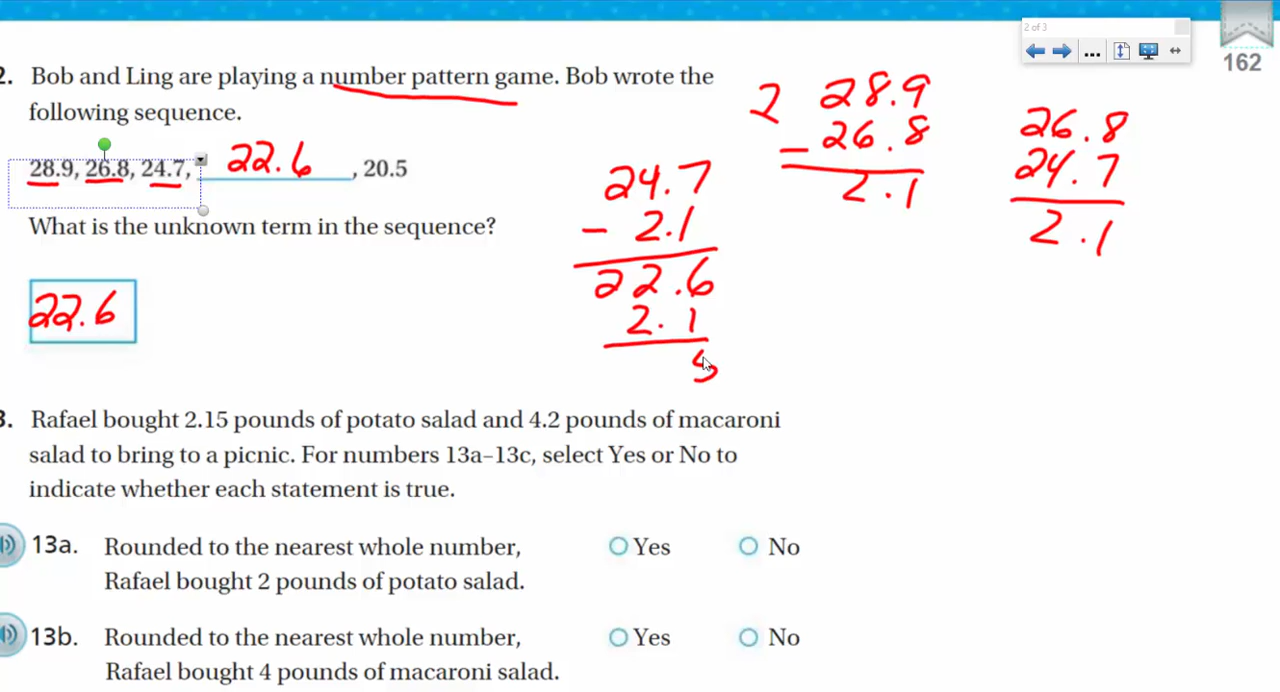 2 of 3
162
2. Bob and Ling are playing a number pattern game. Bob wrote the
following sequence.
28.9, 26.8, 24.7, 22.6, 20.5
What is the unknown term in the sequence?
22.6
24.7
- 2.1
22.6
2.1
5
2 28.9
- 26.8
2.1
26.8
24.7
2.1
3. Rafael bought 2.15 pounds of potato salad and 4.2 pounds of macaroni
salad to bring to a picnic. For numbers 13a–13c, select Yes or No to
indicate whether each statement is true.
13a. Rounded to the nearest whole number, Yes No
Rafael bought 2 pounds of potato salad.
13b. Rounded to the nearest whole number, Yes No
Rafael bought 4 pounds of macaroni salad.